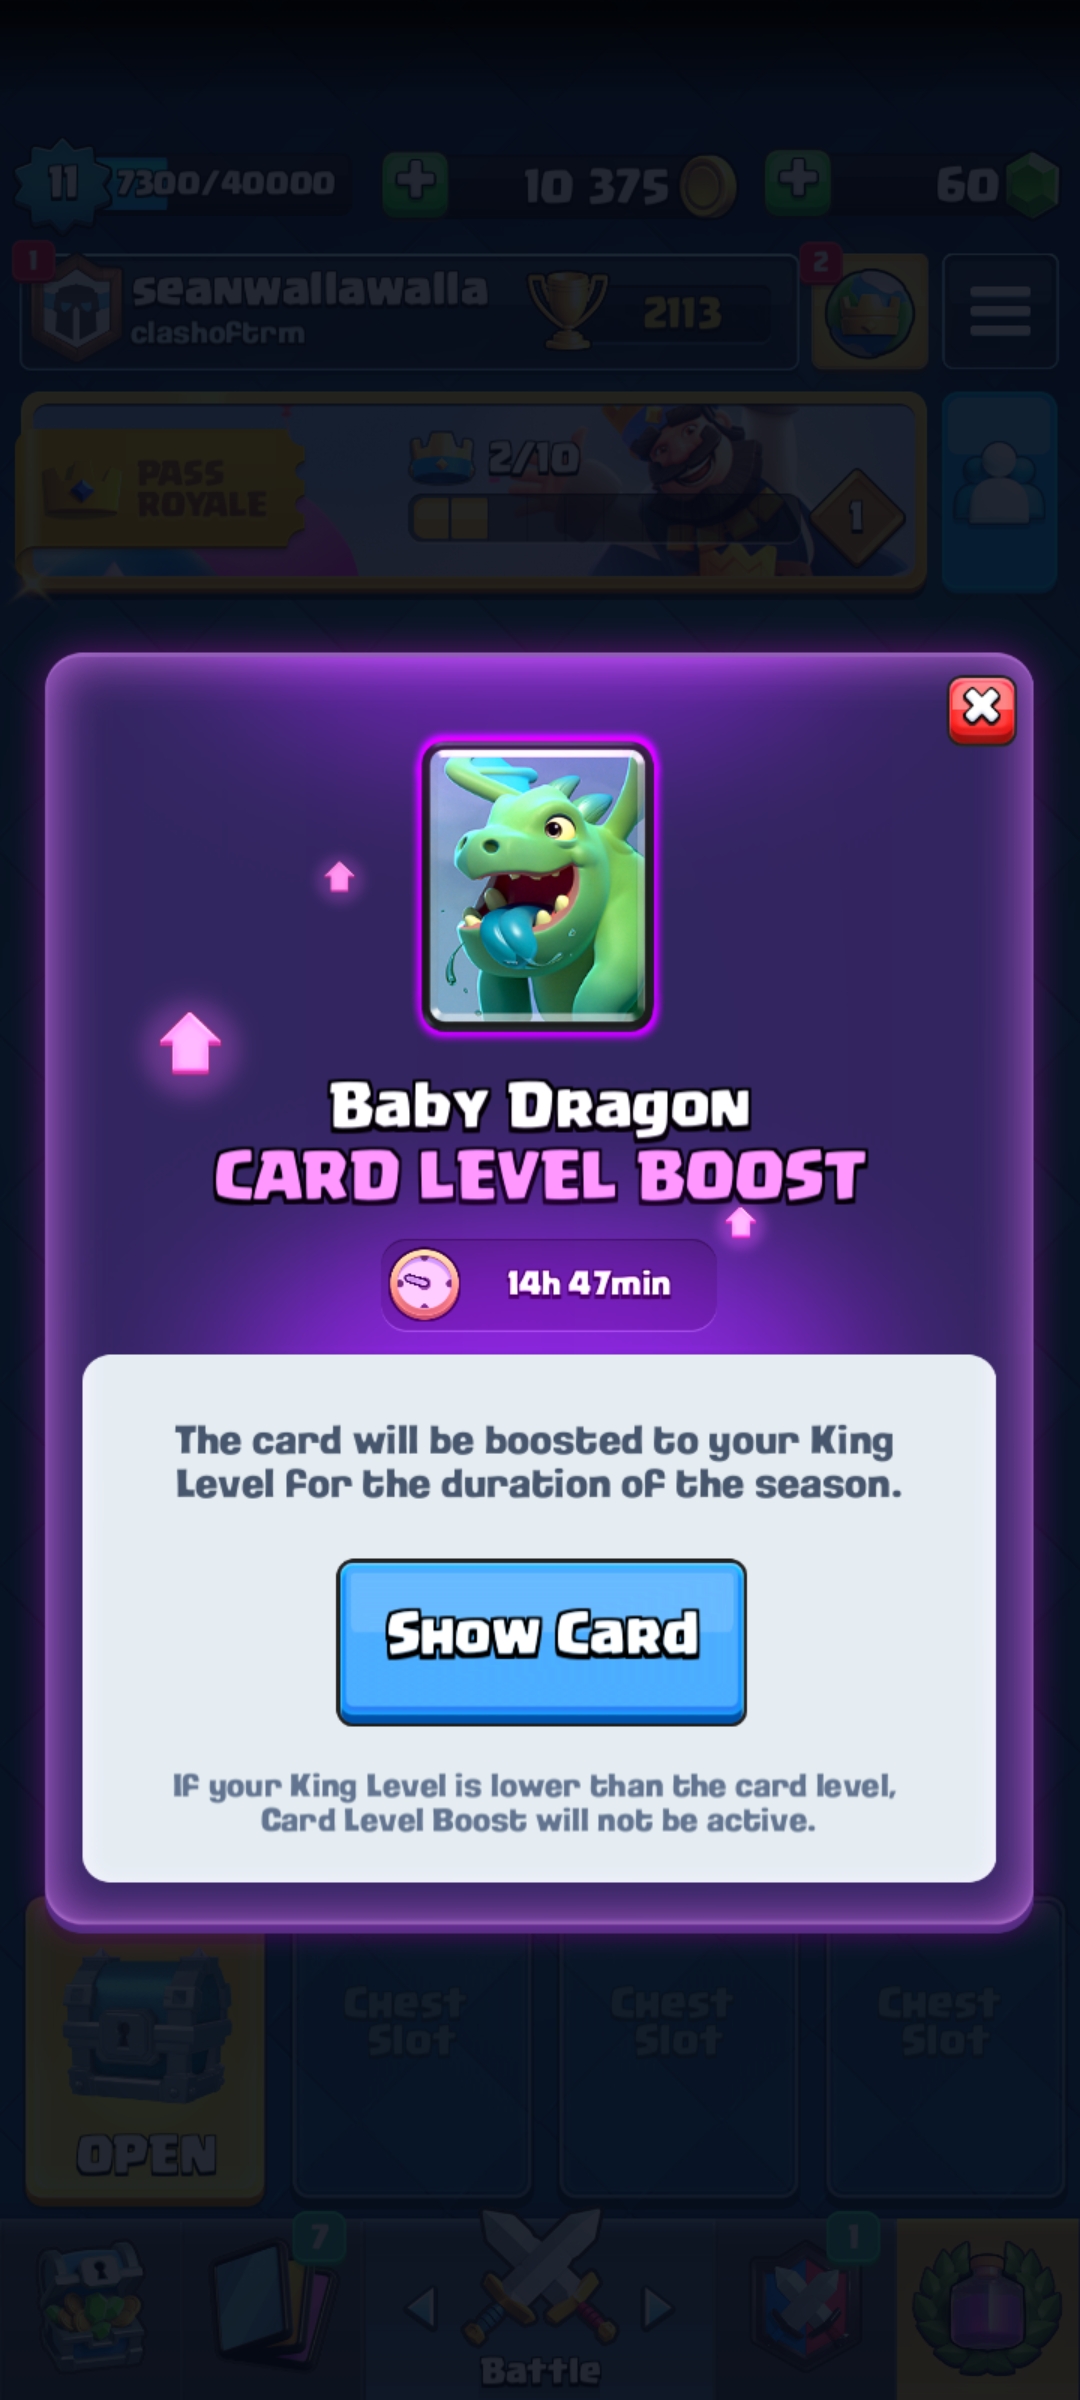 11
7300/40000
10 375
60
1
seanwallawalla
clashoftrm
2113
2
PASS
ROYALE
2/10
1
Baby Dragon
CARD LEVEL BOOST
14h 47min
The card will be boosted to your King
Level for the duration of the season.
Show Card
If your King Level is lower than the card level,
Card Level Boost will not be active.
OPEN
Chest
Slot
Chest
Slot
Chest
Slot
7
1
Battle